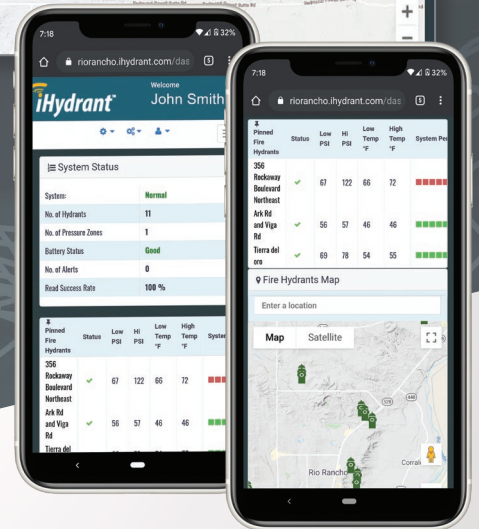 7:18
32%
riorancho.ihydrant.com/das
5
iHydrant™
Welcome
John Smith
System Status
System: Normal
No. of Hydrants 11
No. of Pressure Zones 1
Battery Status Good
No. of Alerts 0
Read Success Rate 100 %
Pinned Fire Hydrants Status Low PSI Hi PSI Low Temp °F High Temp °F System
356 Rockaway Boulevard Northeast 67 122 66 72
Ark Rd and Viga Rd 56 57 46 46
Tierra del
7:18
32%
riorancho.ihydrant.com/das
5
Pinned Fire Hydrants Status Low PSI Hi PSI Low Temp °F High Temp °F System Per
356 Rockaway Boulevard Northeast 67 122 66 72
Ark Rd and Viga Rd 56 57 46 46
Tierra del oro 69 78 54 55
Fire Hydrants Map
Enter a location
Map Satellite
528
448
Rio Rancho
Corrale